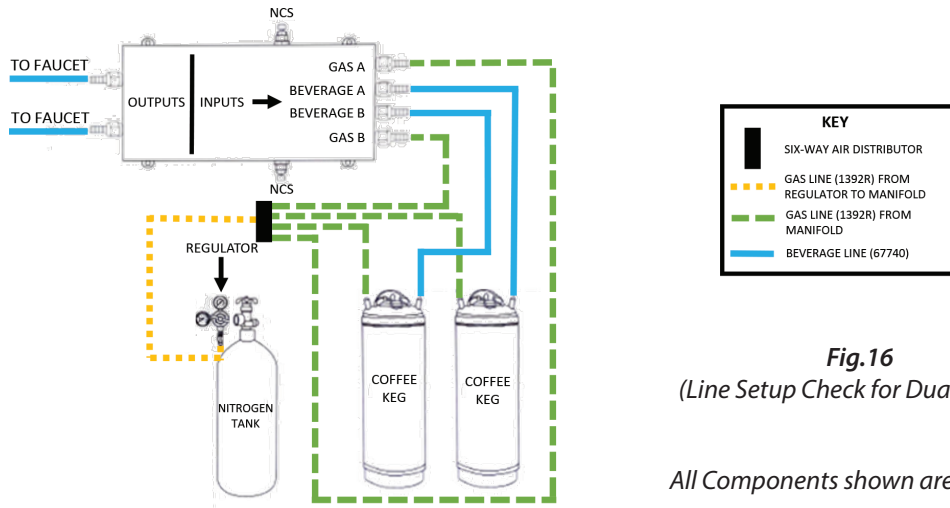 NCS
TO FAUCET
TO FAUCET
OUTPUTS
INPUTS
GAS A
BEVERAGE A
BEVERAGE B
GAS B
NCS
REGULATOR
NITROGEN
TANK
COFFEE
KEG
COFFEE
KEG
KEY
SIX-WAY AIR DISTRIBUTOR
GAS LINE (1392R) FROM
REGULATOR TO MANIFOLD
GAS LINE (1392R) FROM
MANIFOLD
BEVERAGE LINE (67740)
Fig.16
(Line Setup Check for Dua
All Components shown are